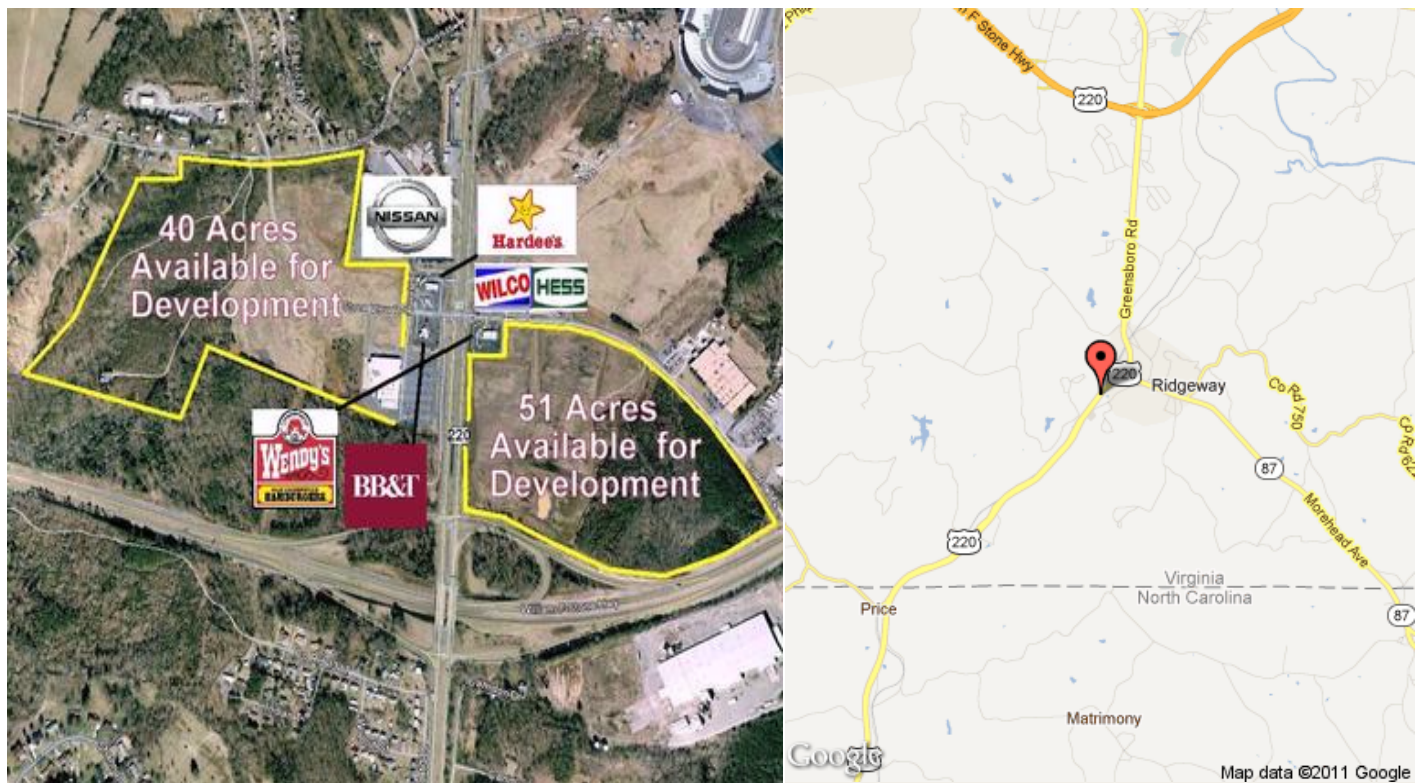 40 Acres
Available for
Development
NISSAN
Hardee's
WILCO HESS
WENDY'S
HAMBURGERS
BB&T
220
51 Acres
Available for
Development
F Stone Hwy
220
Greensboro Rd
220
Ridgeway
Co Rd 750
87
Morehead Ave
220
Virginia
North Carolina
Price
87
Matrimony
Google
Map data ©2011 Google